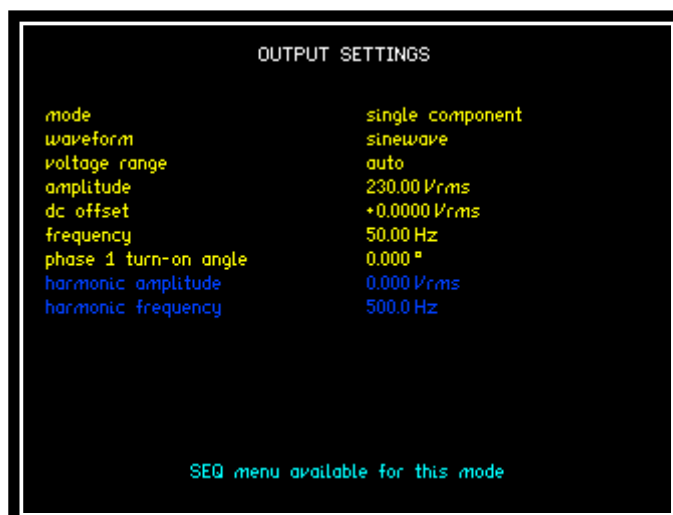 OUTPUT SETTINGS
mode single component
waveform sinewave
voltage range auto
amplitude 230.00 Vrms
dc offset +0.0000 Vrms
frequency 50.00 Hz
phase 1 turn-on angle 0.000 °
harmonic amplitude 0.000 Vrms
harmonic frequency 500.0 Hz
SEQ menu available for this mode